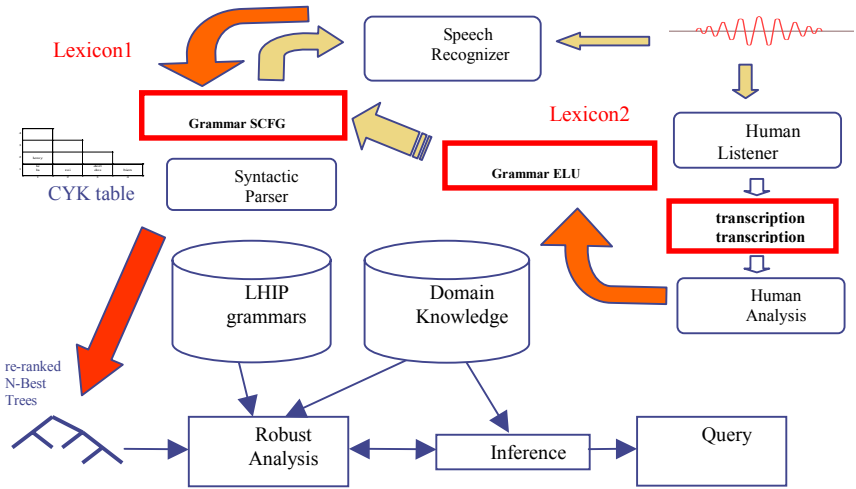 Lexicon1
Speech
Recognizer
Grammar SCFG
Lexicon2
Human
Listener
CYK table
Syntactic
Parser
Grammar ELU
transcription
transcription
LHIP
grammars
Domain
Knowledge
Human
Analysis
re-ranked
N-Best
Trees
Robust
Analysis
Inference
Query